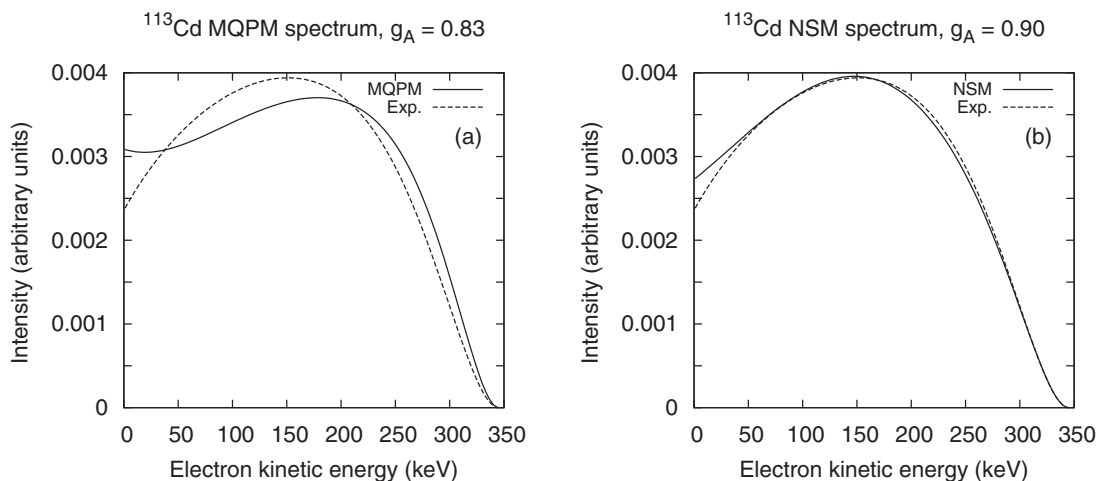 ¹¹³Cd MQPM spectrum, g_A = 0.83
0.004
0.003
0.002
0.001
0
Intensity (arbitrary units)
MQPM
Exp.
(a)
0 50 100 150 200 250 300 350
Electron kinetic energy (keV)
¹¹³Cd NSM spectrum, g_A = 0.90
0.004
0.003
0.002
0.001
0
Intensity (arbitrary units)
NSM
Exp.
(b)
0 50 100 150 200 250 300 350
Electron kinetic energy (keV)